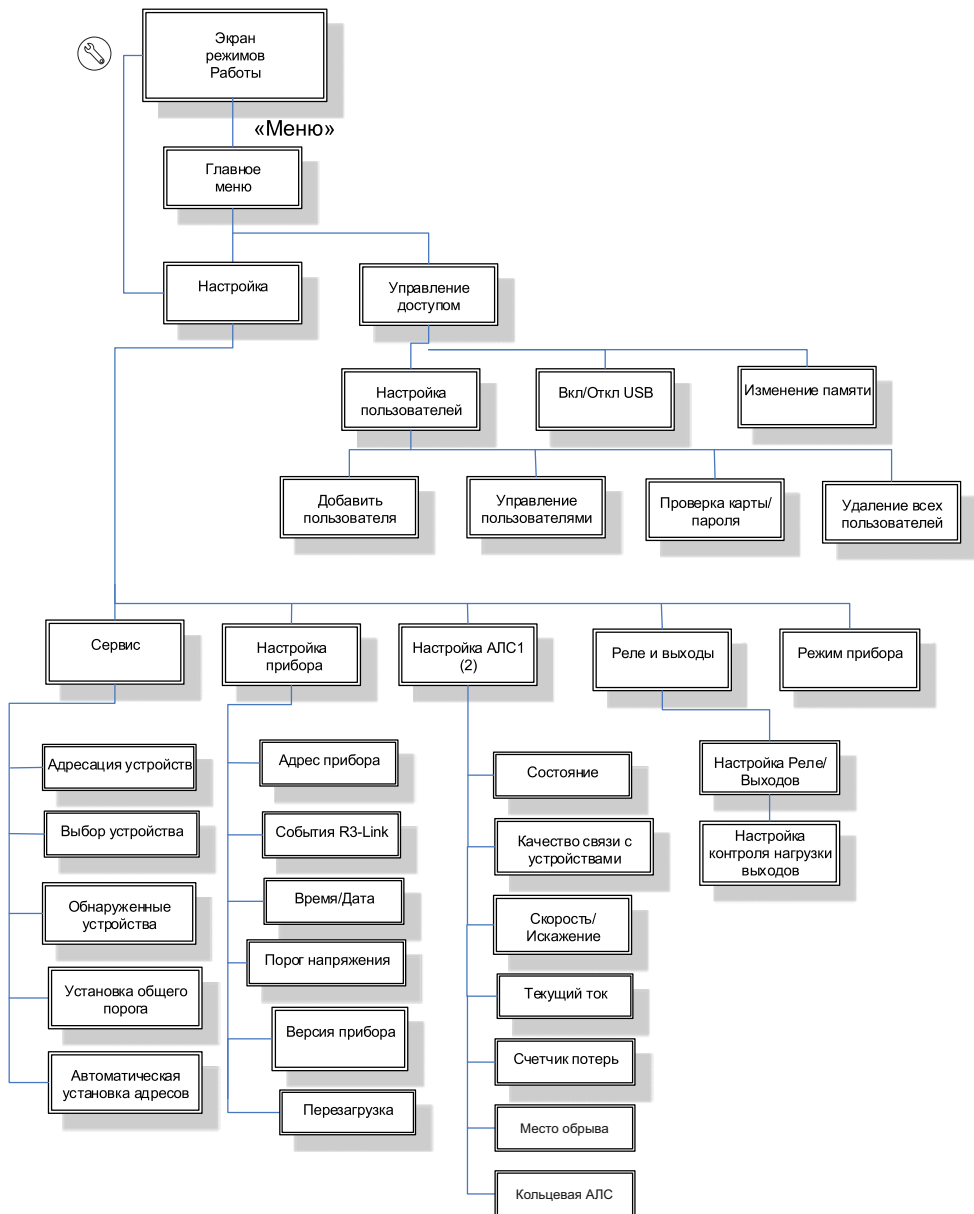 Экран
режимов
Работы
«Меню»
Главное
меню
Настройка
Управление
доступом
Настройка
пользователей
Вкл/Откл USB
Изменение памяти
Добавить
пользователя
Управление
пользователями
Проверка карты/
пароля
Удаление всех
пользователей
Сервис
Настройка
прибора
Настройка АЛС1
(2)
Реле и выходы
Режим прибора
Адресация устройств
Выбор устройства
Обнаруженные
устройства
Установка общего
порога
Автоматическая
установка адресов
Адрес прибора
События R3-Link
Время/Дата
Порог напряжения
Версия прибора
Перезагрузка
Состояние
Качество связи с
устройствами
Скорость/
Искажение
Текущий ток
Счетчик потерь
Место обрыва
Кольцевая АЛС
Настройка Реле/
Выходов
Настройка
контроля нагрузки
выходов